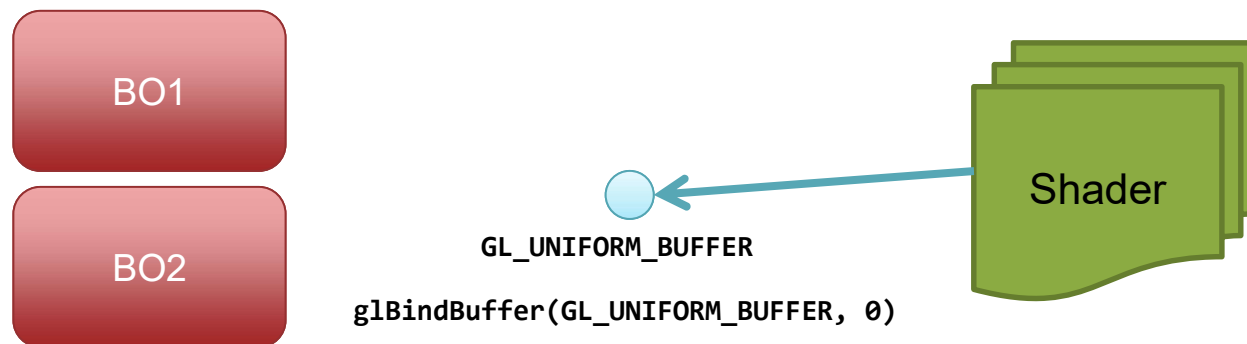 BO1
BO2
GL_UNIFORM_BUFFER
glBindBuffer(GL_UNIFORM_BUFFER, 0)
Shader